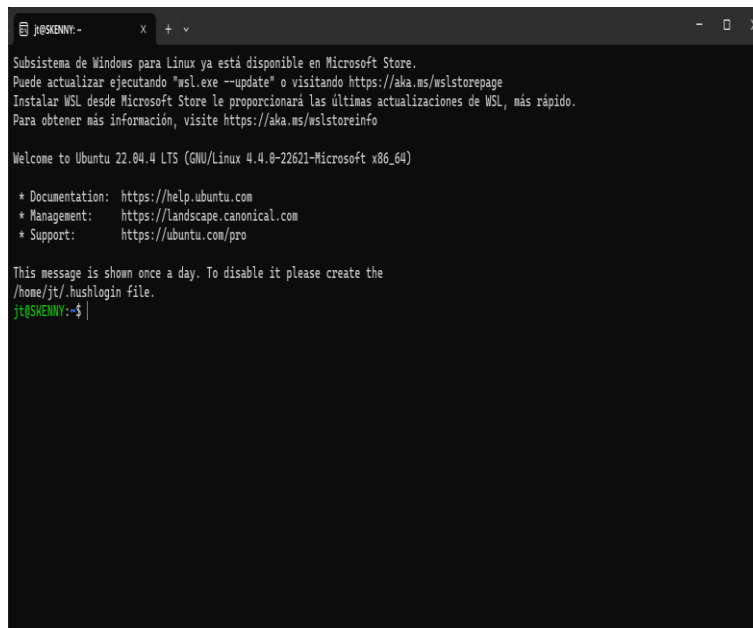 jt@SKENNY: ~
Subsistema de Windows para Linux ya está disponible en Microsoft Store.
Puede actualizar ejecutando "wsl.exe --update" o visitando https://aka.ms/wslstorepage
Instalar WSL desde Microsoft Store le proporcionará las últimas actualizaciones de WSL, más rápido.
Para obtener más información, visite https://aka.ms/wslstoreinfo
Welcome to Ubuntu 22.04.4 LTS (GNU/Linux 4.4.0-22621-Microsoft x86_64)
* Documentation: https://help.ubuntu.com
* Management: https://landscape.canonical.com
* Support: https://ubuntu.com/pro
This message is shown once a day. To disable it please create the
/home/jt/.hushlogin file.
jt@SKENNY:~$